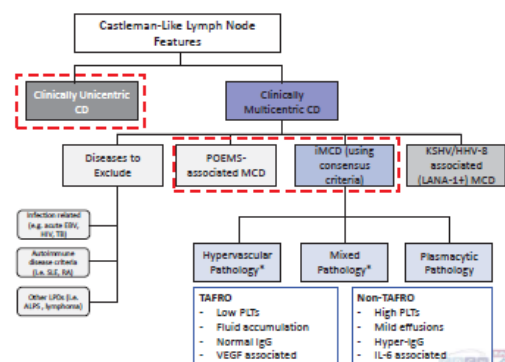 Castleman-Like Lymph Node
Features
Clinically Unicentric
CD
Clinically
Multicentric CD
Diseases to
Exclude
POEMS-
associated MCD
iMCD (using
consensus
criteria)
KSHV/HHV-8
associated
(LANA-1+) MCD
Infection related
(e.g. acute EBV,
HIV, TB)
Autoimmune
disease criteria
(i.e. SLE, RA)
Other LPDs (i.e.
ALPS, lymphoma)
Hypervascular
Pathology*
Mixed
Pathology*
Plasmacytic
Pathology
TAFRO
- Low PLTs
- Fluid accumulation
- Normal IgG
- VEGF associated
Non-TAFRO
- High PLTs
- Mild effusions
- Hyper-IgG
- IL-6 associated